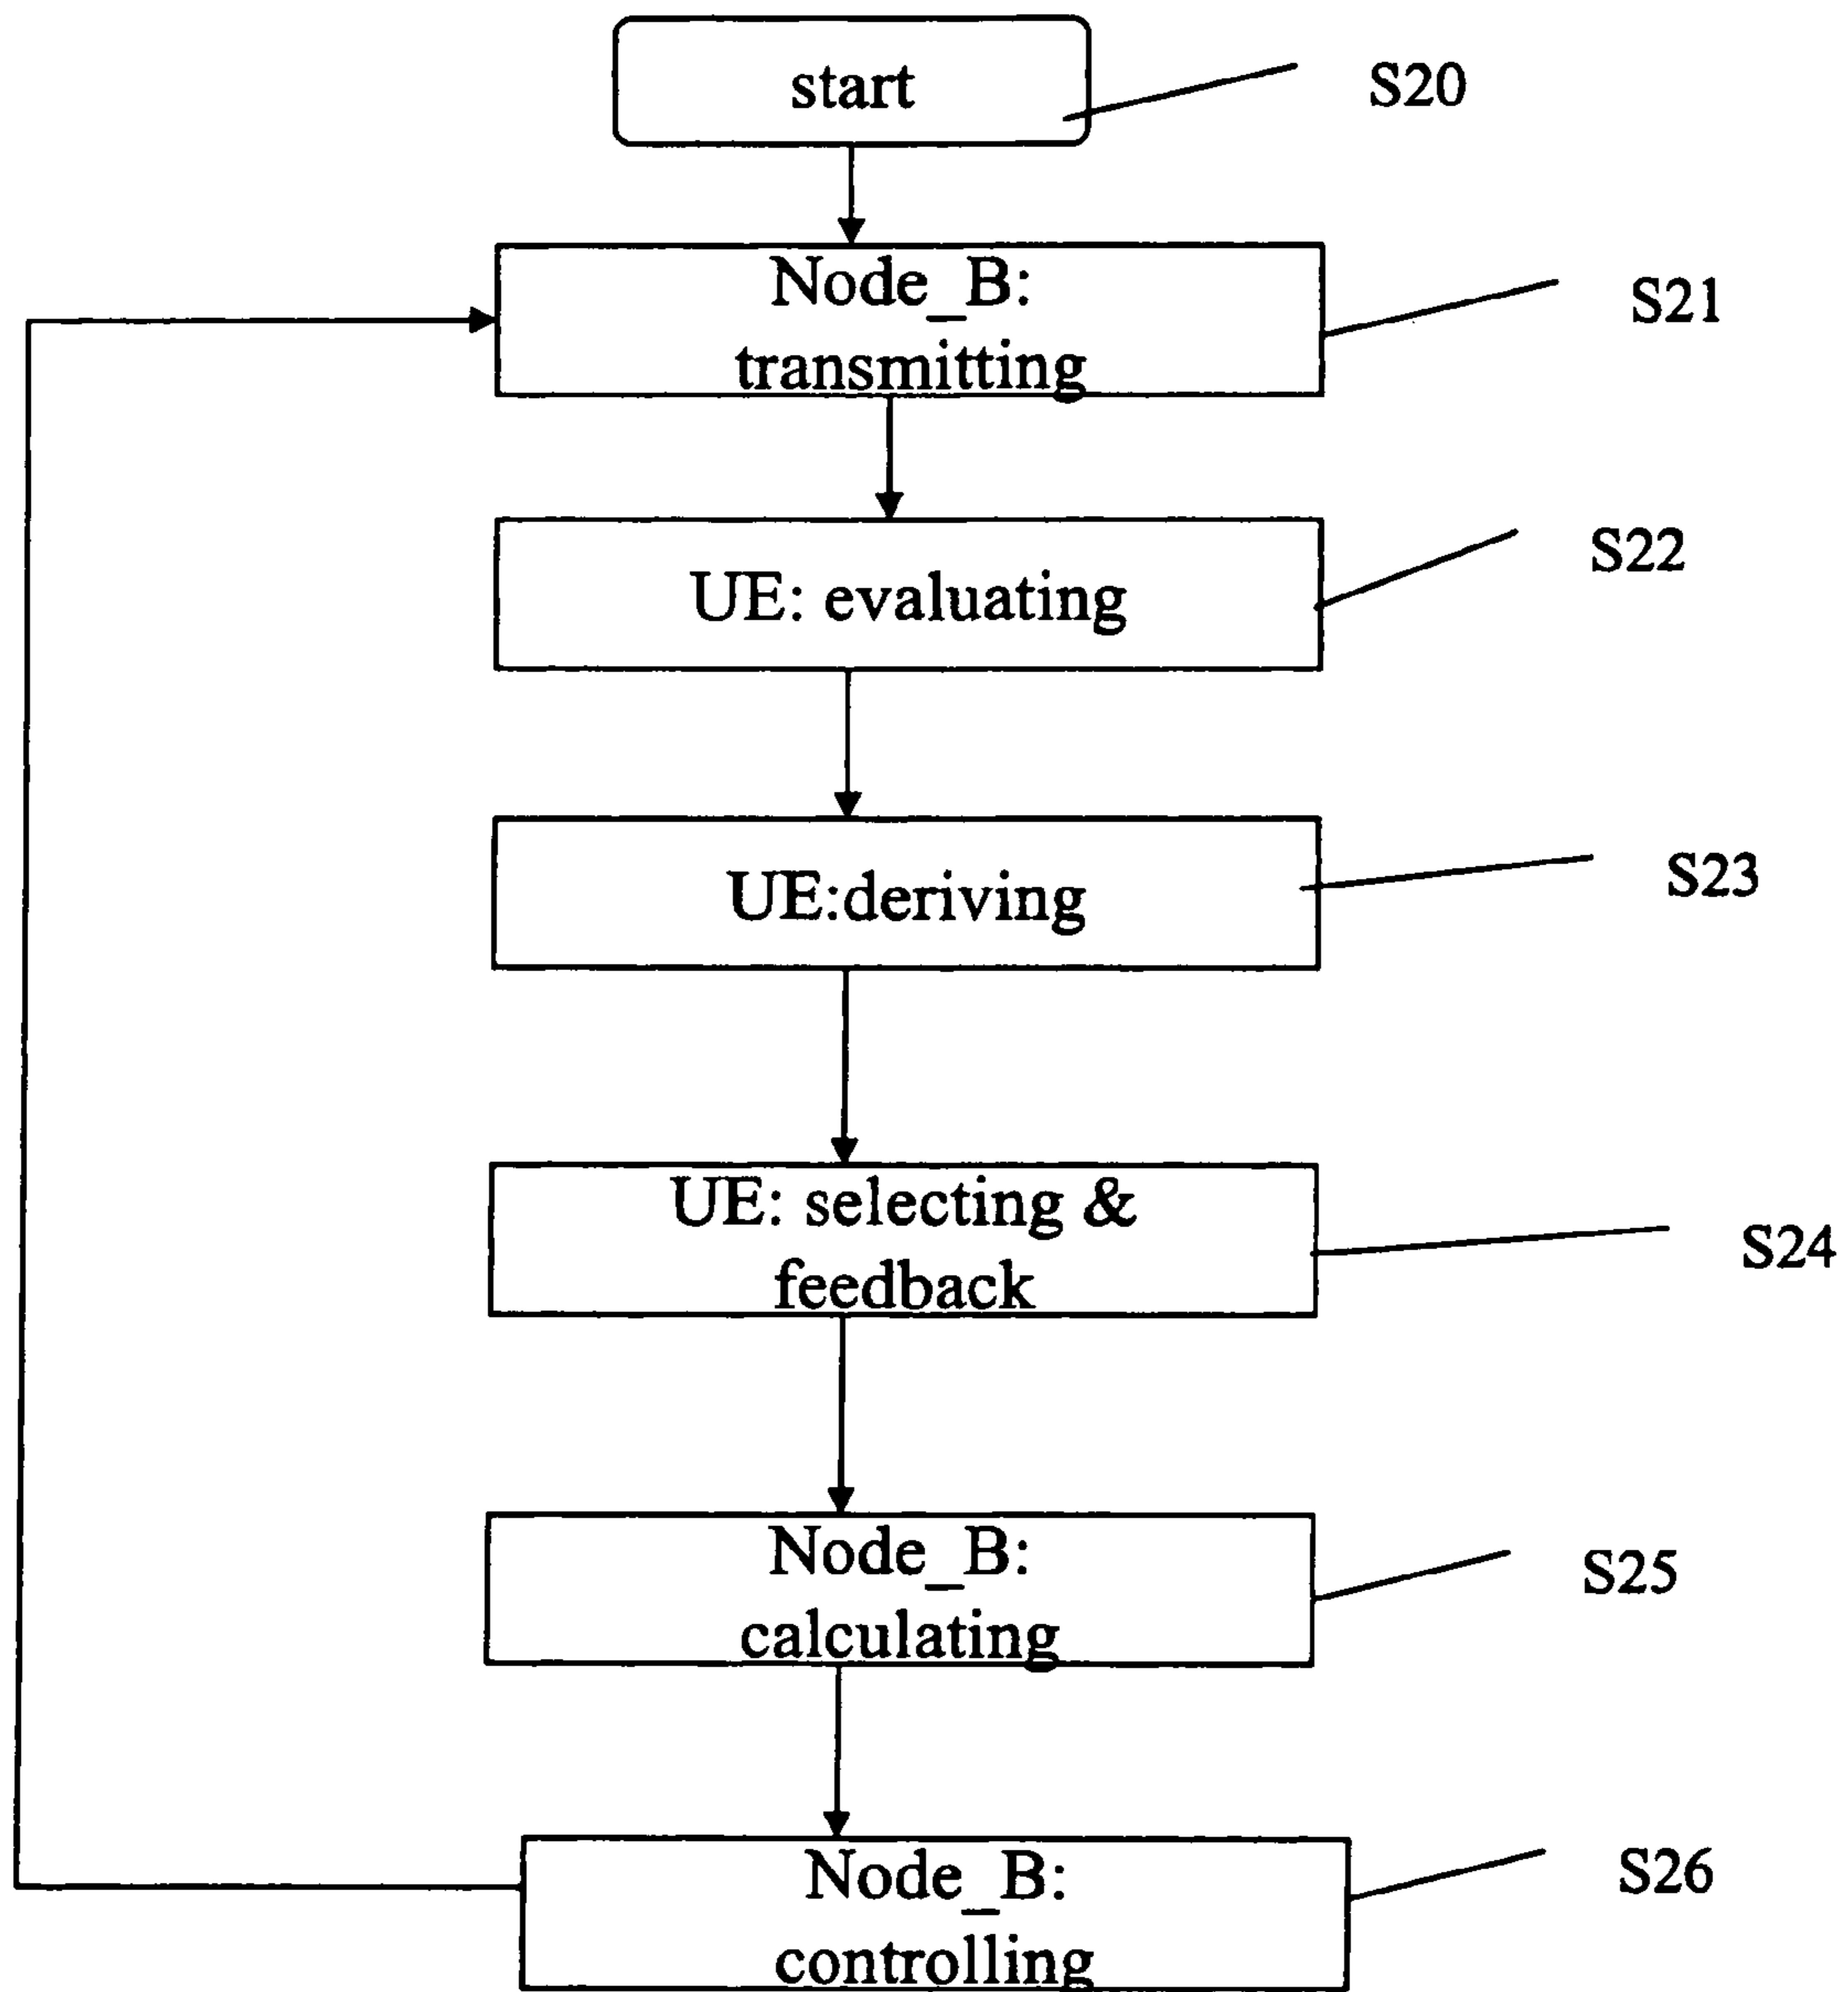 start
S20
Node_B:
transmitting
S21
UE: evaluating
S22
UE:deriving
S23
UE: selecting &
feedback
S24
Node_B:
calculating
S25
Node_B:
controlling
S26